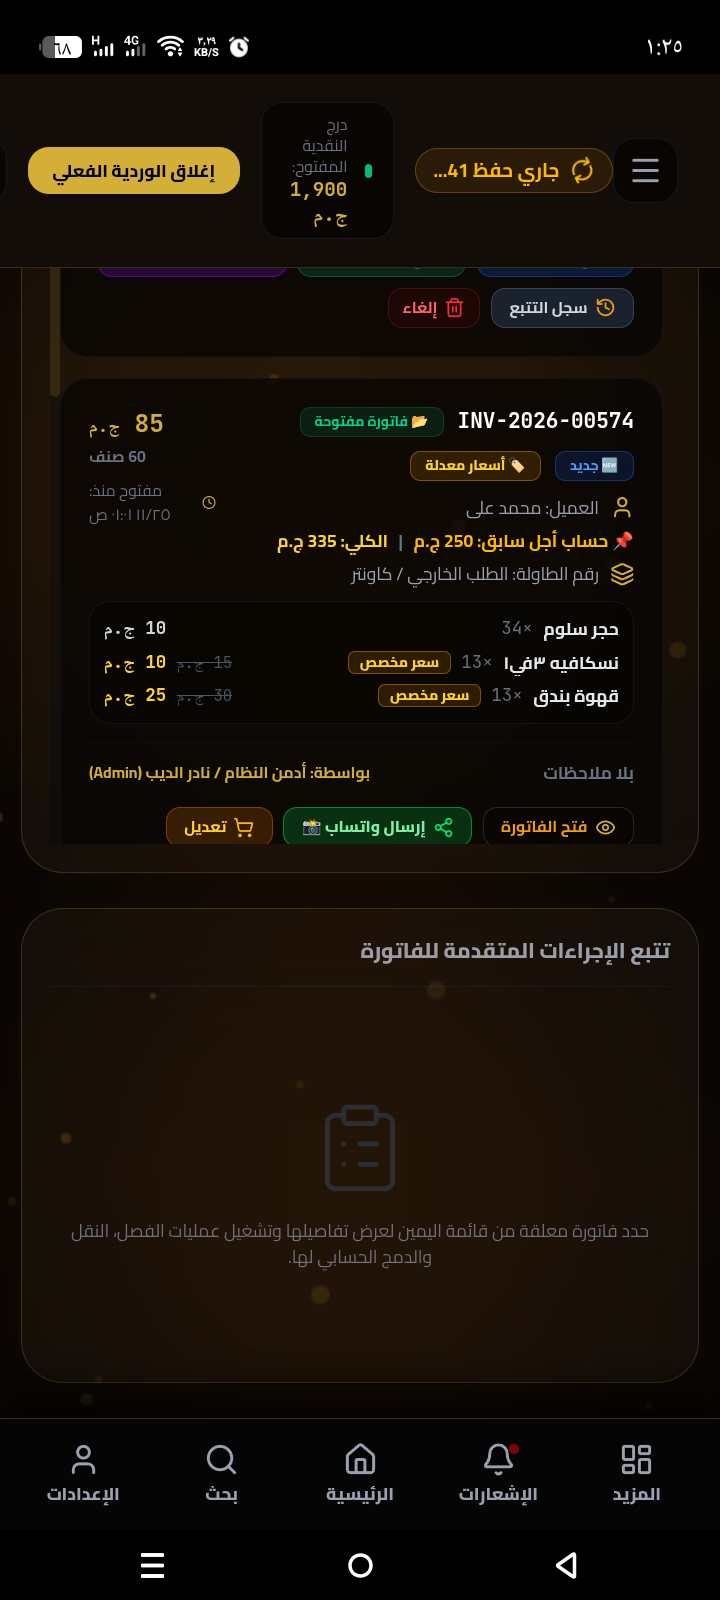 ١:٢٥
٣,٢٩ KB/S
4G
H
٦٨
جاري حفظ 41...
درج
النقدية
المفتوح:
1,900
ج.م
إغلاق الوردية الفعلي
سجل التتبع
إلغاء
INV-2026-00574
📂 فاتورة مفتوحة
85 ج.م
🆕 جديد
🏷️ أسعار معدلة
60 صنف
العميل: محمد على
مفتوح منذ:
١١/٢٥ ٠١:٠١ ص
📌 حساب أجل سابق: 250 ج.م | الكلي: 335 ج.م
رقم الطاولة: الطلب الخارجي / كاونتر
حجر سلوم ×34 10 ج.م
نسكافيه ٣في١ ×13 سعر مخصص 15 ج.م 10 ج.م
قهوة بندق ×13 سعر مخصص 30 ج.م 25 ج.م
بلا ملاحظات
بواسطة: أدمن النظام / نادر الديب (Admin)
فتح الفاتورة
إرسال واتساب 📸
تعديل
تتبع الإجراءات المتقدمة للفاتورة
حدد فاتورة معلقة من قائمة اليمين لعرض تفاصيلها وتشغيل عمليات الفصل، النقل
والدمج الحسابي لها.
المزيد
الإشعارات
الرئيسية
بحث
الإعدادات